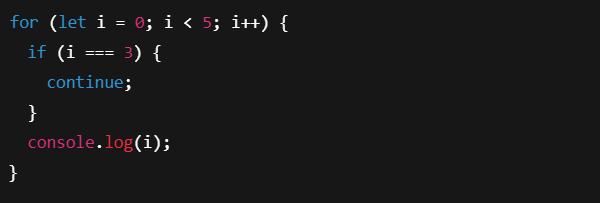 for (let i = 0; i < 5; i++) {
  if (i === 3) {
    continue;
  }
  console.log(i);
}